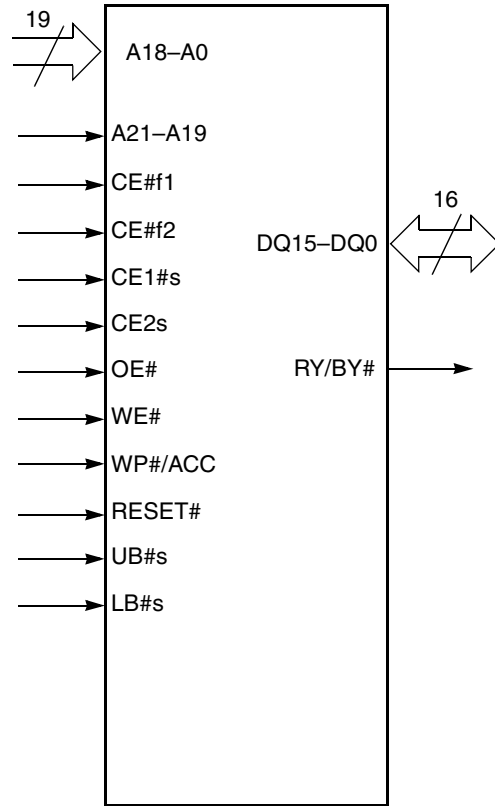 19
A18–A0
A21–A19
CE#f1
CE#f2
16
DQ15–DQ0
CE1#s
CE2s
OE#
RY/BY#
WE#
WP#/ACC
RESET#
UB#s
LB#s